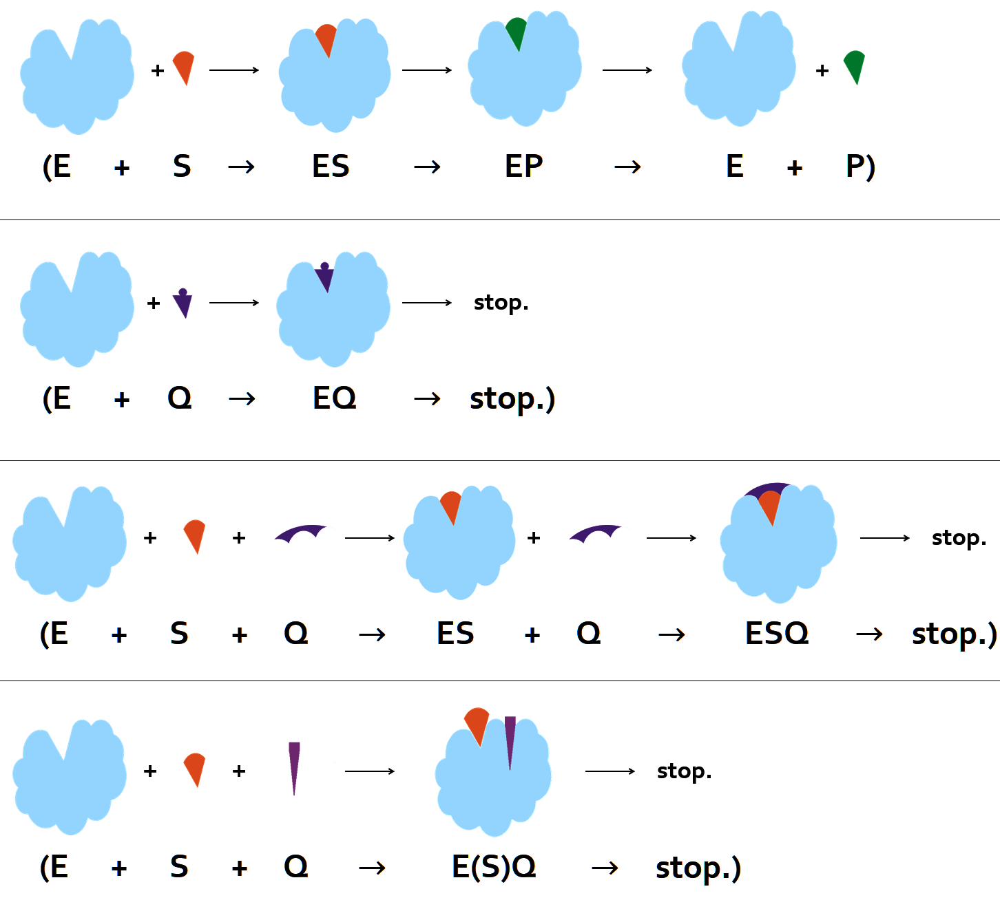 + →  → → +
(E + S → ES → EP → E + P)
+ → → stop.
(E + Q → EQ → stop.)
+ + → + → → stop.
(E + S + Q → ES + Q → ESQ → stop.)
+ + → → stop.
(E + S + Q → E(S)Q → stop.)